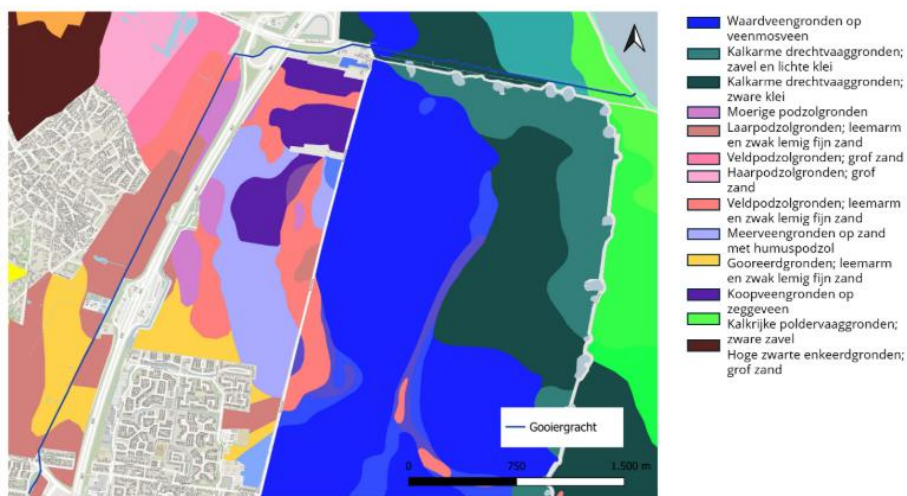 Waardveengronden op
veenmosveen
Kalkarme drechtvaaggronden;
zavel en lichte klei
Kalkarme drechtvaaggronden;
zware klei
Moerige podzolgronden
Laarpodzolgronden; leemarm
en zwak lemig fijn zand
Veldpodzolgronden; grof zand
Haarpodzolgronden; grof
zand
Veldpodzolgronden; leemarm
en zwak lemig fijn zand
Meerveengronden op zand
met humuspodzol
Gooreerdgronden; leemarm
en zwak lemig fijn zand
Koopveengronden op
zeggeveen
Kalkrijke poldervaaggronden;
zware zavel
Hoge zwarte enkeerdgronden;
grof zand
Gooiergracht
0 750 1.500 m